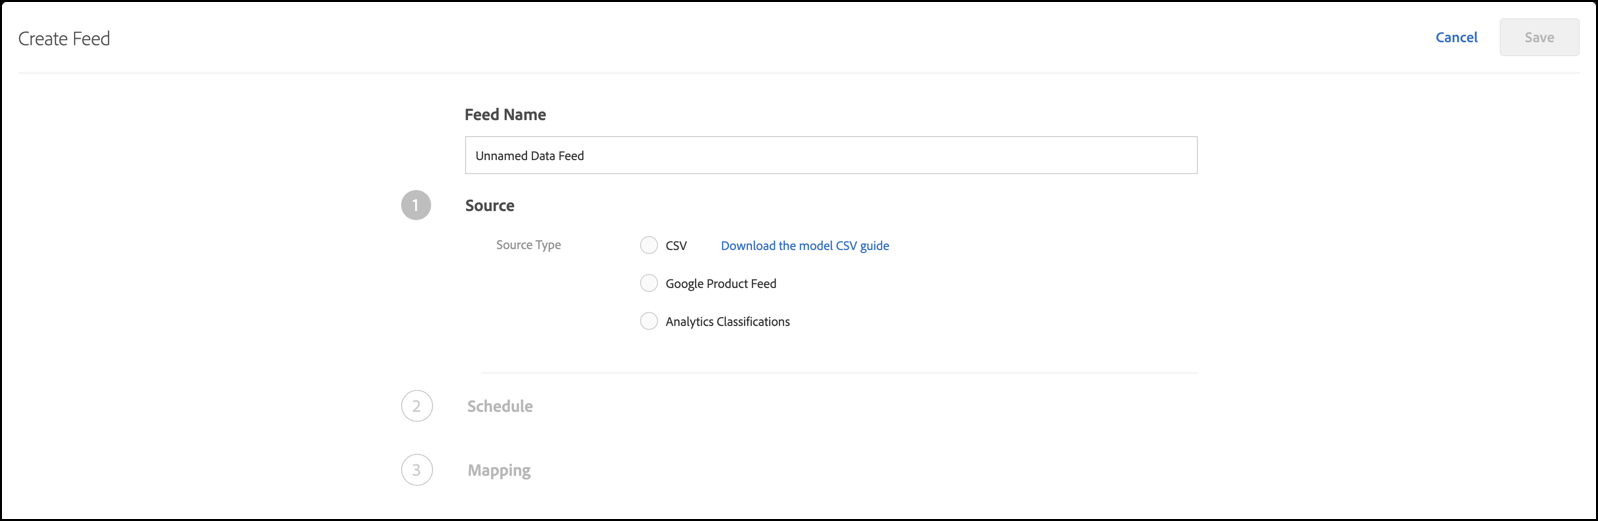 Create Feed
Cancel
Save
Feed Name
Unnamed Data Feed
1
Source
Source Type
CSV
Download the model CSV guide
Google Product Feed
Analytics Classifications
2
Schedule
3
Mapping